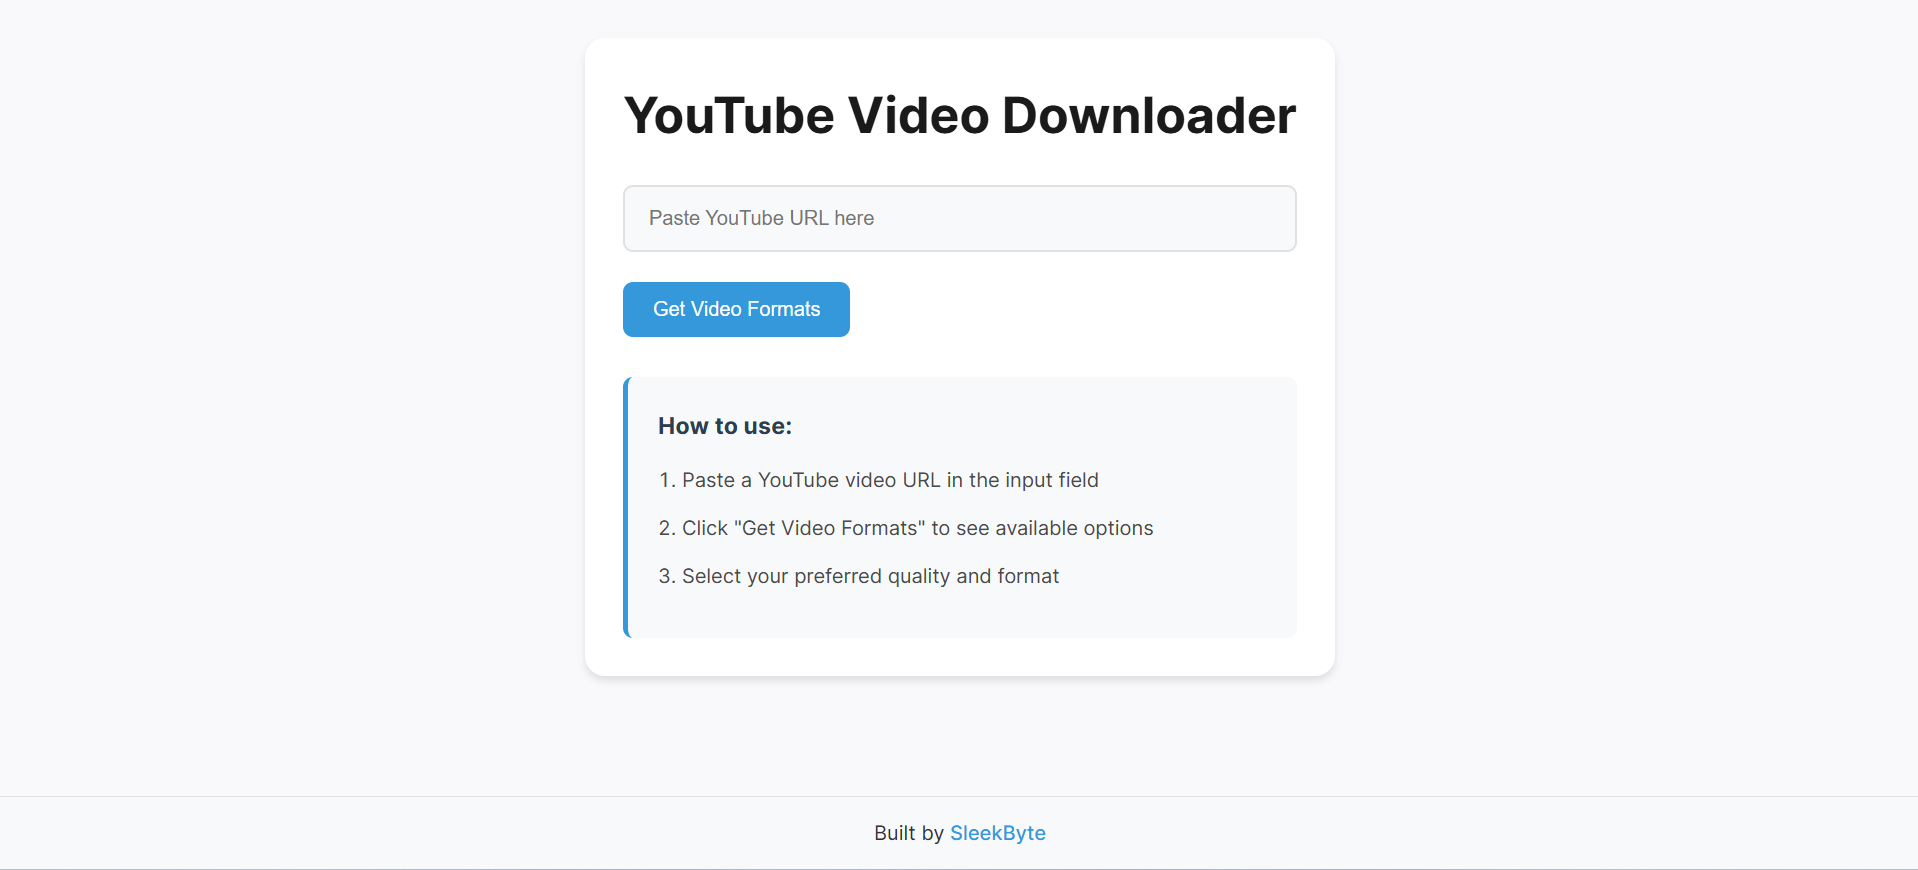 YouTube Video Downloader
Paste YouTube URL here
Get Video Formats
How to use:
1. Paste a YouTube video URL in the input field
2. Click "Get Video Formats" to see available options
3. Select your preferred quality and format
Built by SleekByte